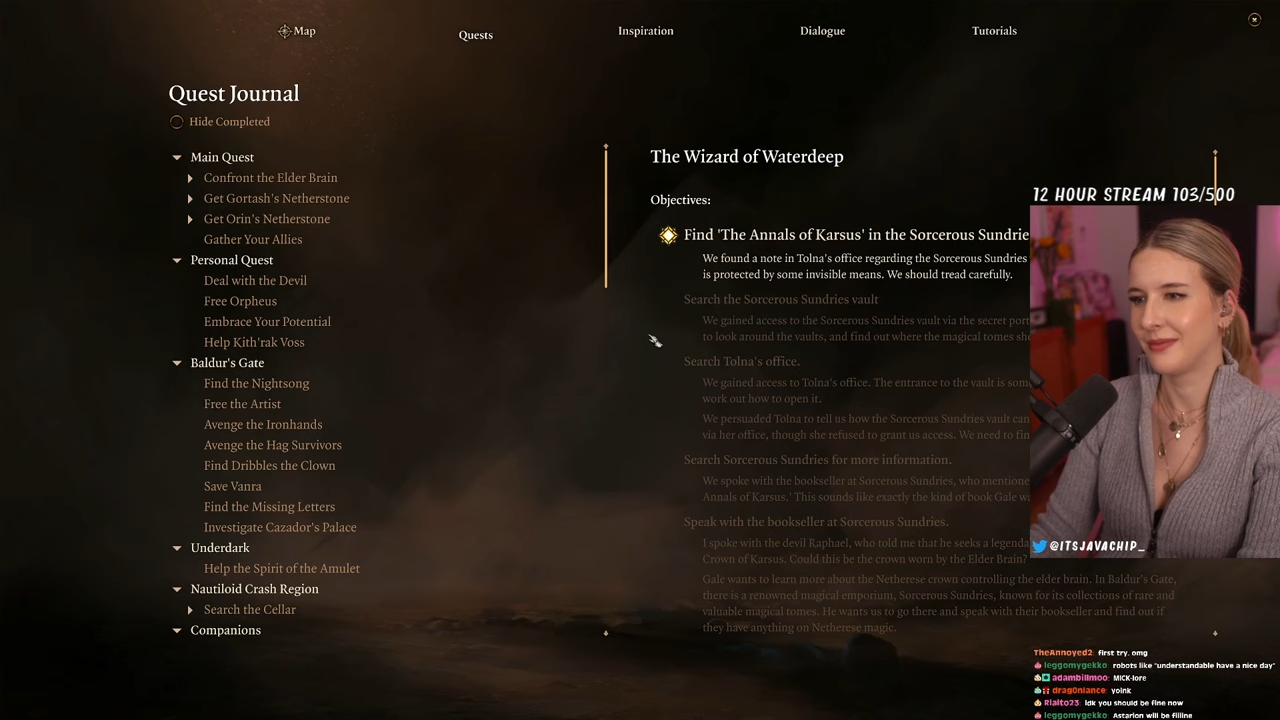 Map
Quests
Inspiration
Dialogue
Tutorials
Quest Journal
Hide Completed
Main Quest
Confront the Elder Brain
Get Gortash's Netherstone
Get Orin's Netherstone
Gather Your Allies
Personal Quest
Deal with the Devil
Free Orpheus
Embrace Your Potential
Help Kith'rak Voss
Baldur's Gate
Find the Nightsong
Free the Artist
Avenge the Ironhands
Avenge the Hag Survivors
Find Dribbles the Clown
Save Vanra
Find the Missing Letters
Investigate Cazador's Palace
Underdark
Help the Spirit of the Amulet
Nautiloid Crash Region
Search the Cellar
Companions
The Wizard of Waterdeep
Objectives:
Find 'The Annals of Karsus' in the Sorcerous Sundrie
We found a note in Tolna's office regarding the Sorcerous Sundries
is protected by some invisible means. We should tread carefully.
Search the Sorcerous Sundries vault
We gained access to the Sorcerous Sundries vault via the secret port
to look around the vaults, and find out where the magical tomes sh
Search Tolna's office.
We gained access to Tolna's office. The entrance to the vault is som
work out how to open it.
We persuaded Tolna to tell us how the Sorcerous Sundries vault can
via her office, though she refused to grant us access. We need to fin
Search Sorcerous Sundries for more information.
We spoke with the bookseller at Sorcerous Sundries, who mentione
Annals of Karsus.' This sounds like exactly the kind of book Gale wa
Speak with the bookseller at Sorcerous Sundries.
I spoke with the devil Raphael, who told me that he seeks a legenda
Crown of Karsus. Could this be the crown worn by the Elder Brain?
Gale wants to learn more about the Netherese crown controlling the elder brain. In Baldur's Gate,
there is a renowned magical emporium, Sorcerous Sundries, known for its collections of rare and
valuable magical tomes. He wants us to go there and speak with their bookseller and find out if
they have anything on Netherese magic.
12 HOUR STREAM 103/500
@ITSJAVACHIP_
TheAnnoyed2: first try. omg
leggomygekko: robots like "understandable have a nice day"
adambillmoo: MICK-lore
drag0nlance: yoink
Rialto23: idk you should be fine now
leggomygekko: Astarion will be fiiiine